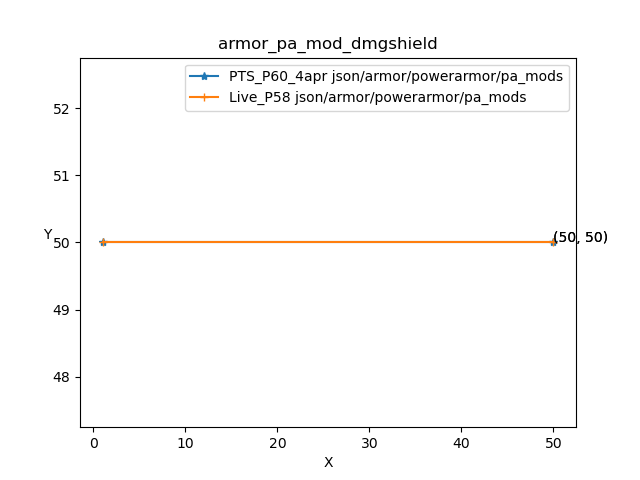 armor_pa_mod_dmgshield
PTS_P60_4apr json/armor/powerarmor/pa_mods
Live_P58 json/armor/powerarmor/pa_mods
52
51
50
49
48
Y
(50, 50)
0 10 20 30 40 50
X